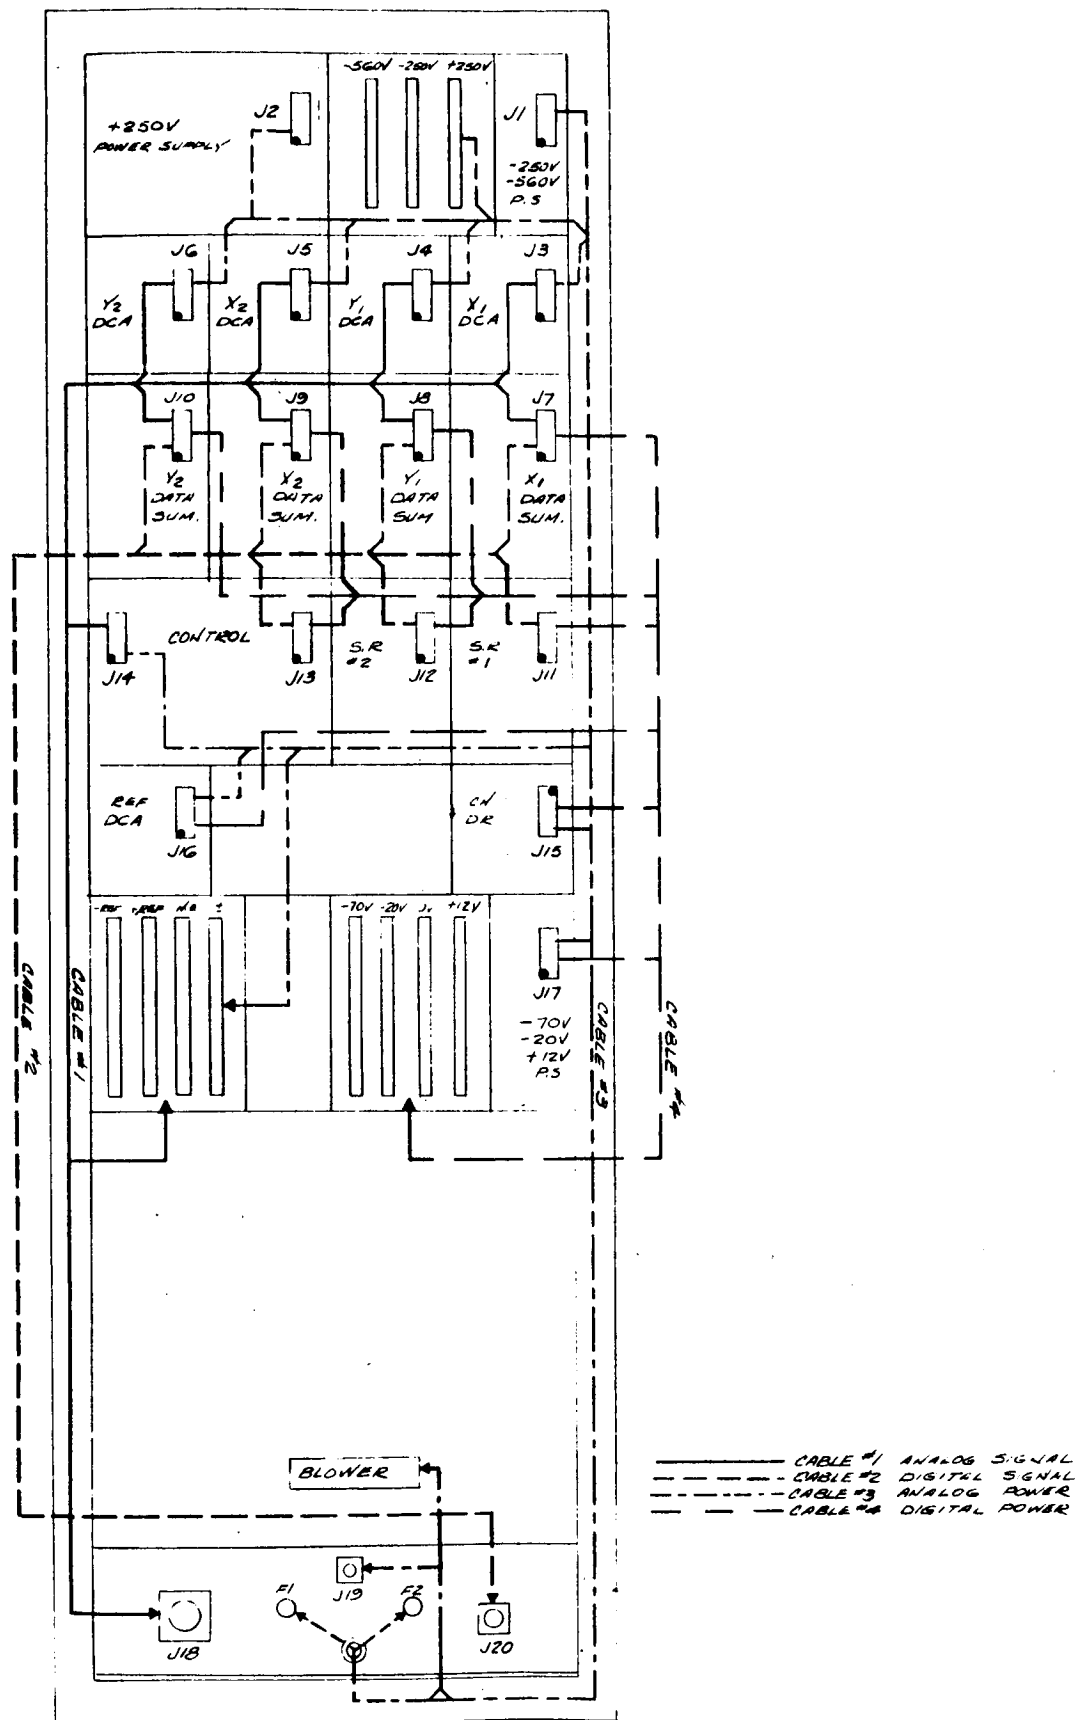 -560V -250V +250V
J2
J1
+250V
POWER SUPPLY
-250V
-560V
P.S
J6
J5
J4
J3
Y2
DCA
X2
DCA
Y1
DCA
X1
DCA
J10
J9
J8
J7
Y2
DATA
SUM.
X2
DATA
SUM.
Y1
DATA
SUM
X1
DATA
SUM.
CONTROL
S.R
#2
S.R
#1
J14
J13
J12
J11
REF
DCA
J16
DR
J15
-REF +REF
-70V -20V +12V
J17
-70V
-20V
+12V
P.S
CABLE #2
CABLE #1
CABLE #3
CABLE #4
BLOWER
CABLE #1 ANALOG SIGNAL
CABLE #2 DIGITAL SIGNAL
CABLE #3 ANALOG POWER
CABLE #4 DIGITAL POWER
J19
F1
F2
J18
J20